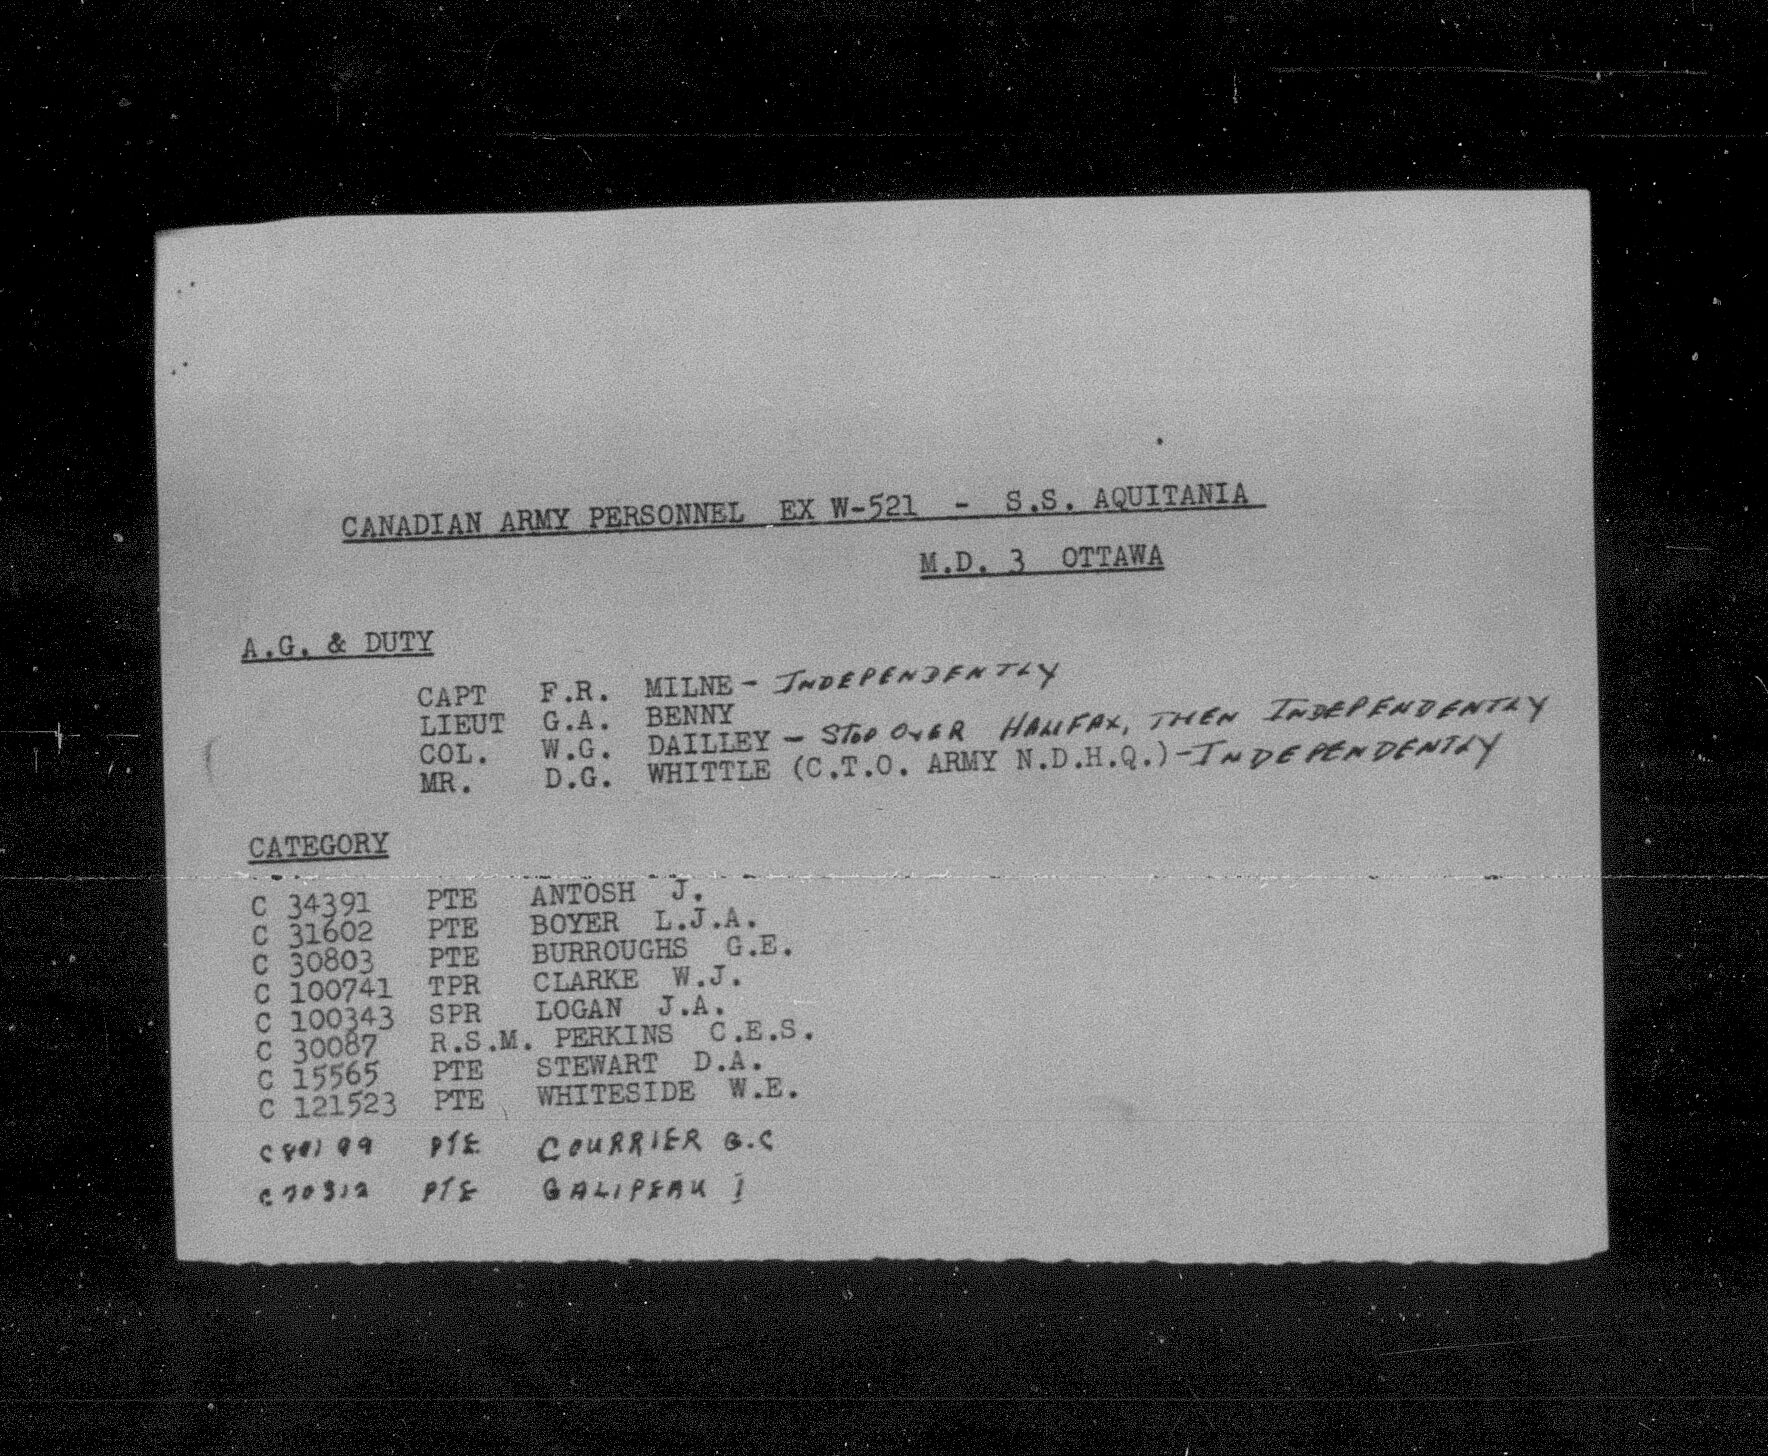 CANADIAN ARMY PERSONNEL EX W-521 - S.S. AQUITANIA
M.D. 3 OTTAWA
A.G. & DUTY
CAPT F.R. MILNE - INDEPENDENTLY
LIEUT G.A. BENNY
COL. W.G. DAILLEY - STOP OVER HALIFAX, THEN INDEPENDENTLY
MR. D.G. WHITTLE (C.T.O. ARMY N.D.H.Q.) - INDEPENDENTLY
CATEGORY
C 34391 PTE ANTOSH J.
C 31602 PTE BOYER L.J.A.
C 30803 PTE BURROUGHS G.E.
C 100741 TPR CLARKE W.J.
C 100343 SPR LOGAN J.A.
C 30087 R.S.M. PERKINS C.E.S.
C 15565 PTE STEWART D.A.
C 121523 PTE WHITESIDE W.E.
PTE COURRIER G.C
C70312 PTE GALIPEAU